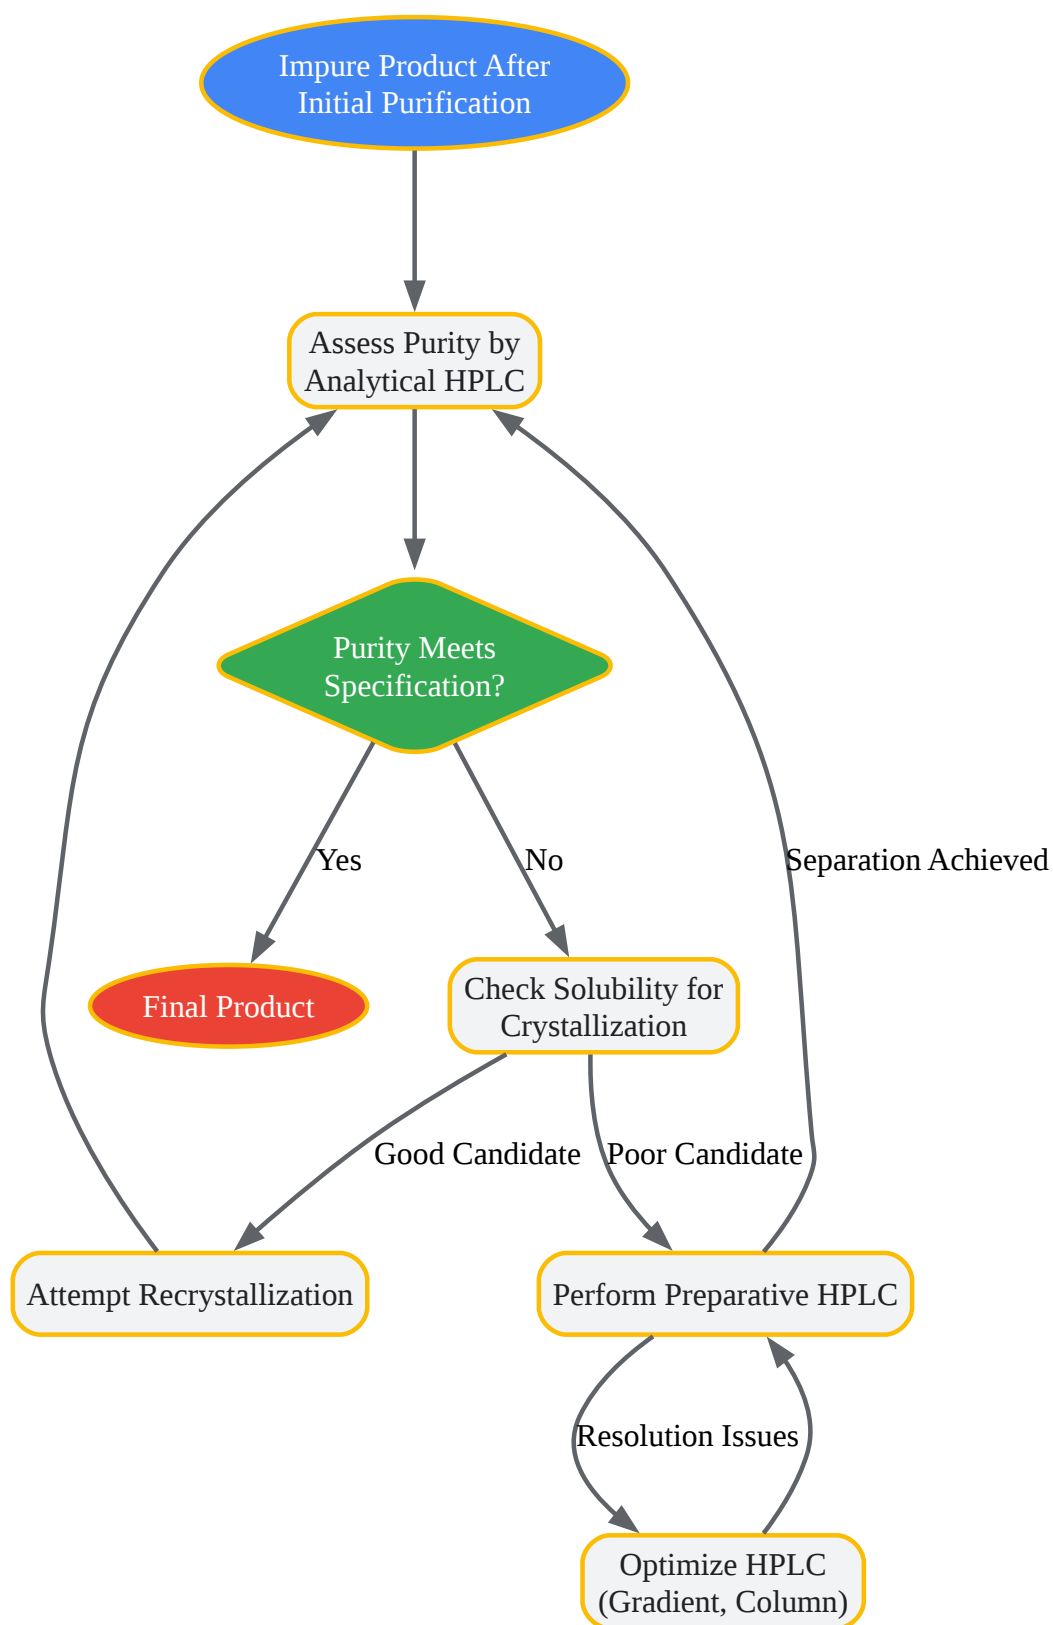 Impure Product After
Initial Purification
Assess Purity by
Analytical HPLC
Purity Meets
Specification?
Yes
No
Separation Achieved
Final Product
Check Solubility for
Crystallization
Good Candidate
Poor Candidate
Attempt Recrystallization
Perform Preparative HPLC
Resolution Issues
Optimize HPLC
(Gradient, Column)